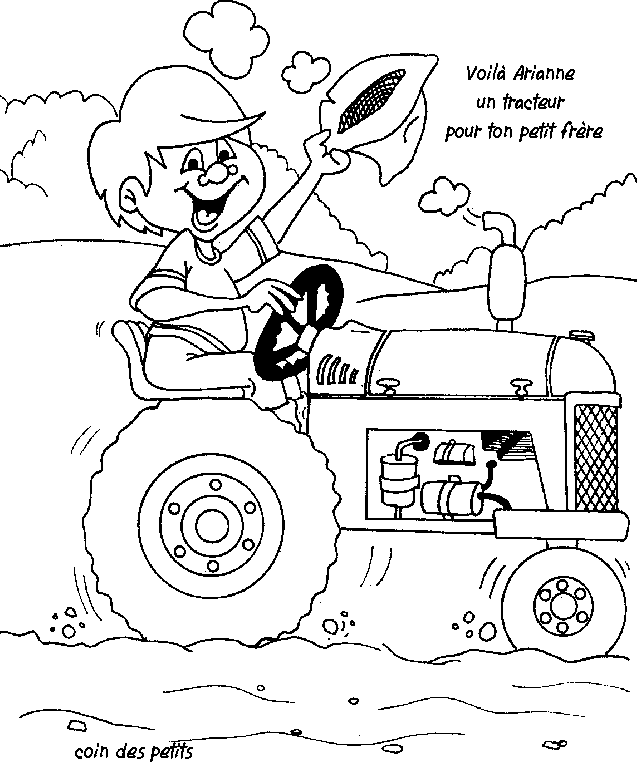 Voilà Arianne
un tracteur
pour ton petit frère
coin des petits